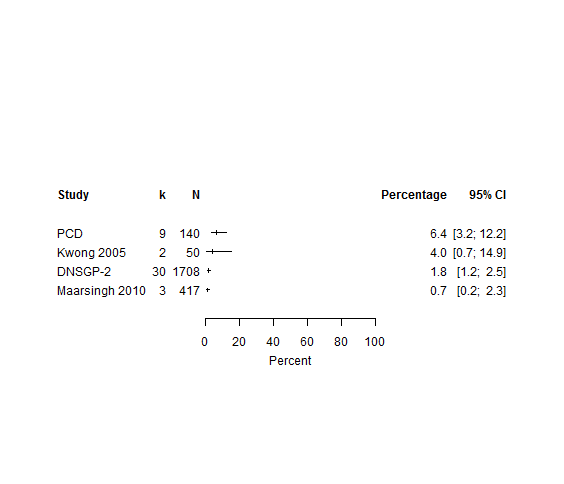 Study k N Percentage 95% CI
PCD 9 140 6.4 [3.2; 12.2]
Kwong 2005 2 50 4.0 [0.7; 14.9]
DNSGP-2 30 1708 1.8 [1.2; 2.5]
Maarsingh 2010 3 417 0.7 [0.2; 2.3]
0 20 40 60 80 100
Percent